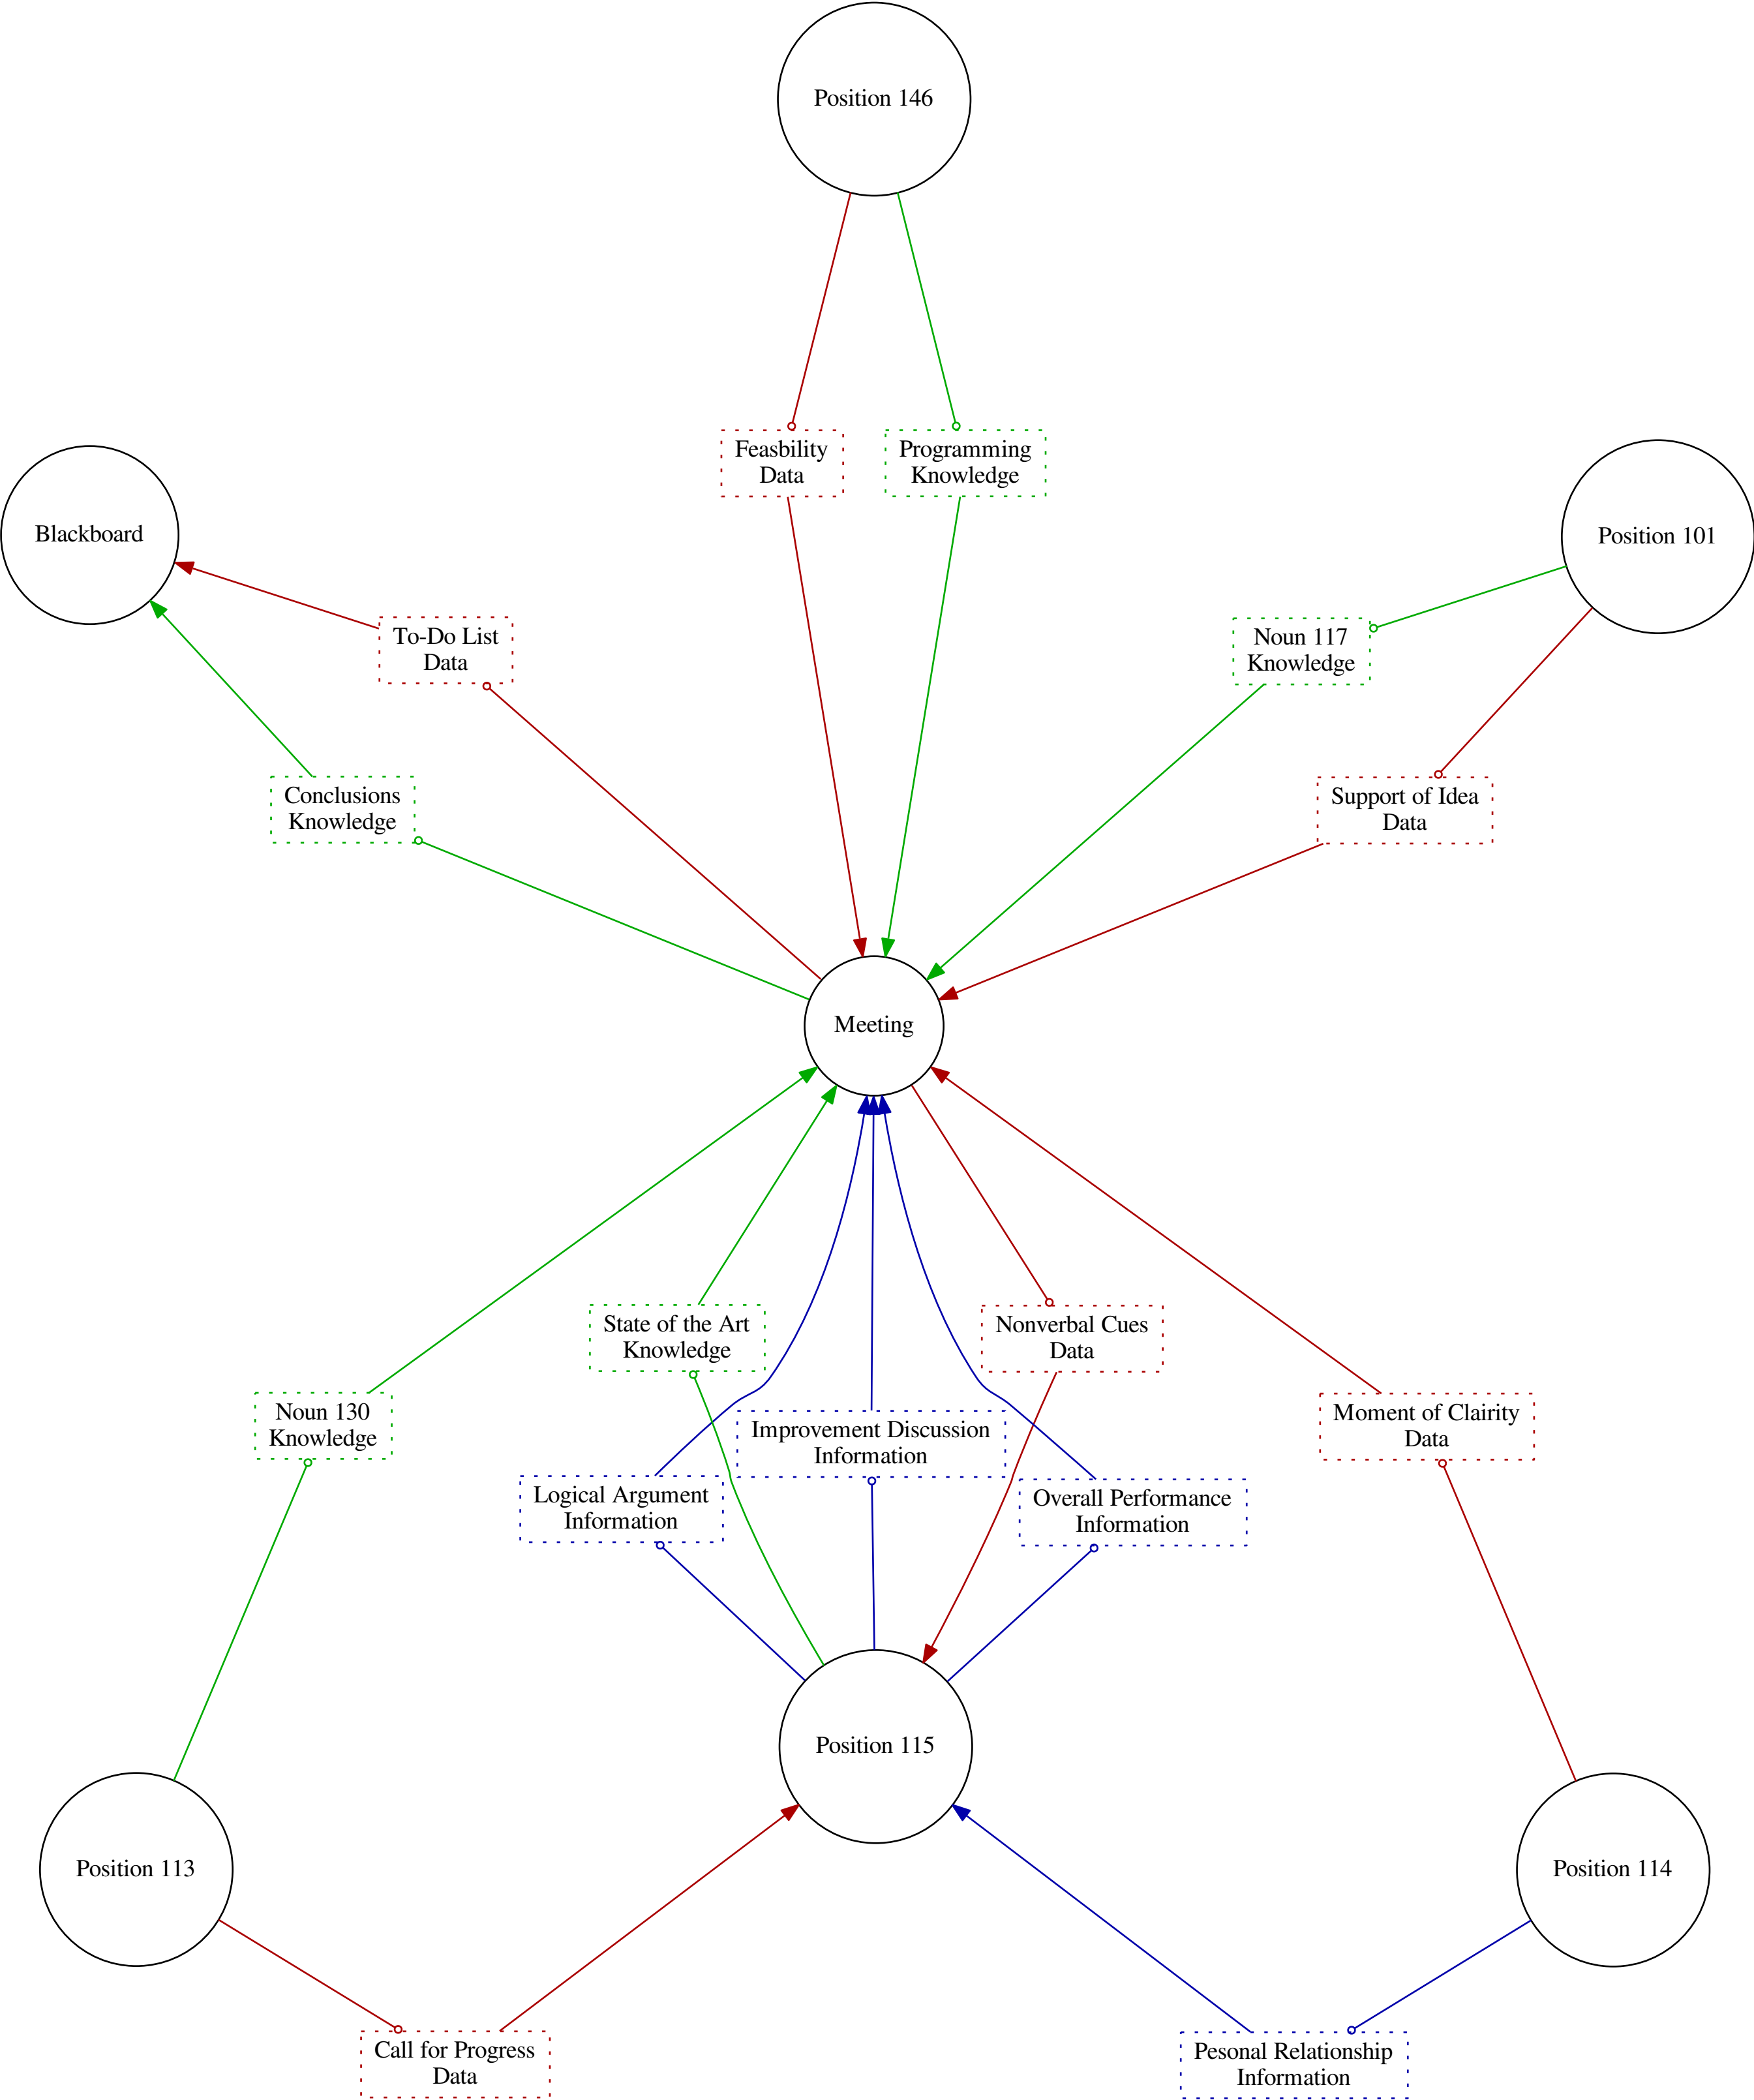 Position 146
Feasbility
Data
Programming
Knowledge
Blackboard
Position 101
To-Do List
Data
Noun 117
Knowledge
Conclusions
Knowledge
Support of Idea
Data
Meeting
State of the Art
Knowledge
Nonverbal Cues
Data
Noun 130
Knowledge
Improvement Discussion
Information
Moment of Clairity
Data
Logical Argument
Information
Overall Performance
Information
Position 115
Position 113
Position 114
Call for Progress
Data
Pesonal Relationship
Information